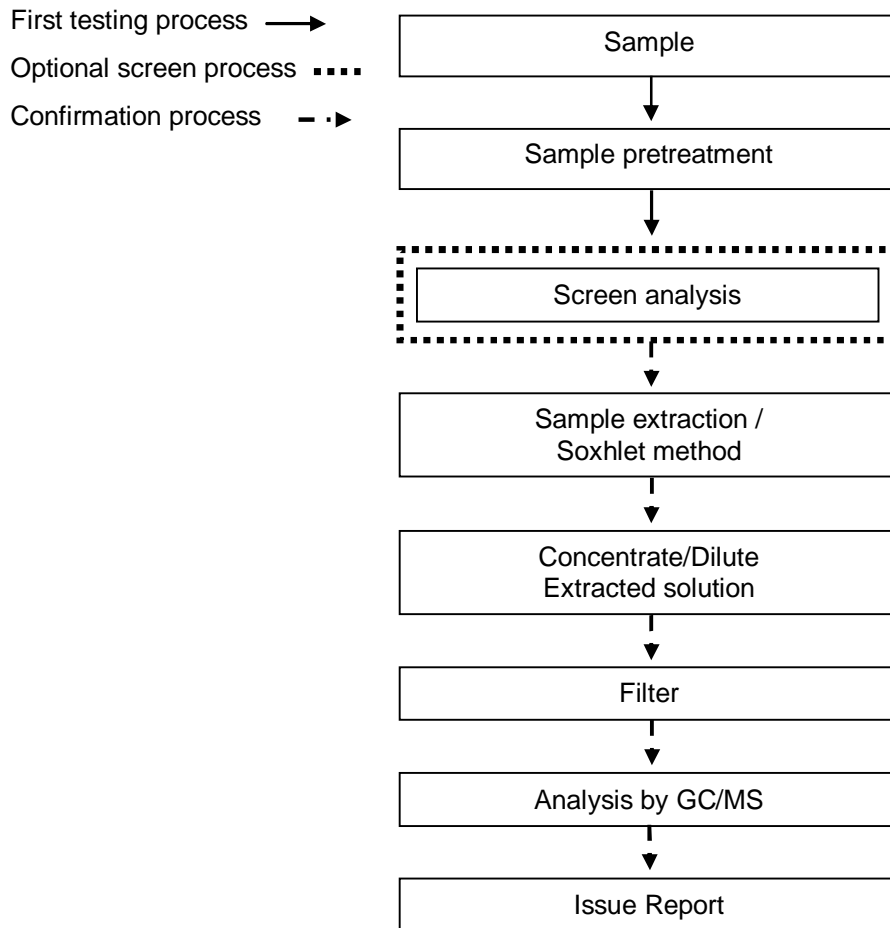 First testing process
Optional screen process
Confirmation process
Sample
Sample pretreatment
Screen analysis
Sample extraction /
Soxhlet method
Concentrate/Dilute
Extracted solution
Filter
Analysis by GC/MS
Issue Report